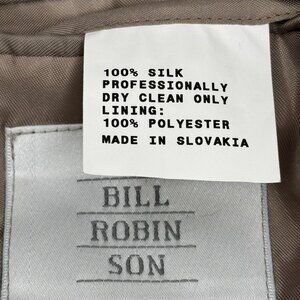 100% SILK
PROFESSIONALLY
DRY CLEAN ONLY
LINING:
100% POLYESTER
MADE IN SLOVAKIA
BILL
ROBIN
SON